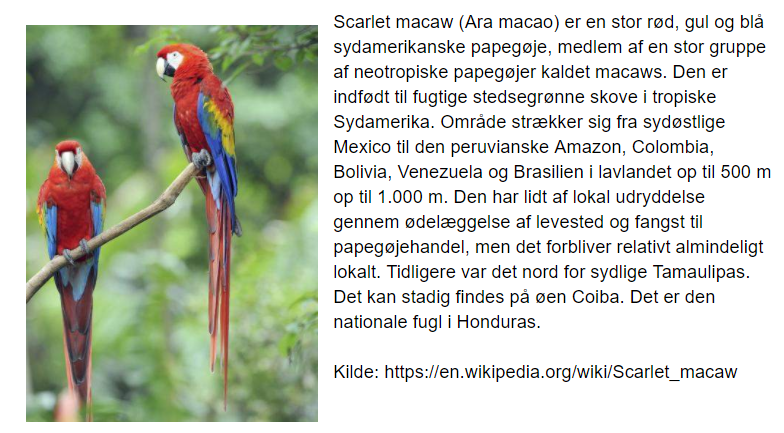 Scarlet macaw (Ara macao) er en stor rød, gul og blå
sydamerikanske papegøje, medlem af en stor gruppe
af neotropiske papegøjer kaldet macaws. Den er
indfødt til fugtige stedsegrønne skove i tropiske
Sydamerika. Område strækker sig fra sydøstlige
Mexico til den peruvianske Amazon, Colombia,
Bolivia, Venezuela og Brasilien i lavlandet op til 500 m
op til 1.000 m. Den har lidt af lokal udryddelse
gennem ødelæggelse af levested og fangst til
papegøjehandel, men det forbliver relativt almindeligt
lokalt. Tidligere var det nord for sydlige Tamaulipas.
Det kan stadig findes på øen Coiba. Det er den
nationale fugl i Honduras.
Kilde: https://en.wikipedia.org/wiki/Scarlet_macaw